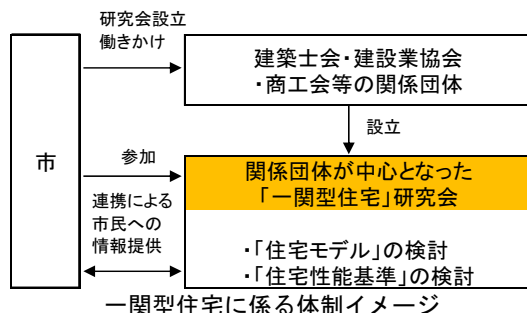 研究会設立
働きかけ
建築士会・建設業協会
・商工会等の関係団体
設立
市
参加
関係団体が中心となった
「一関型住宅」研究会
連携による
市民への
情報提供
・「住宅モデル」の検討
・「住宅性能基準」の検討
一関型住宅に係る体制イメージ